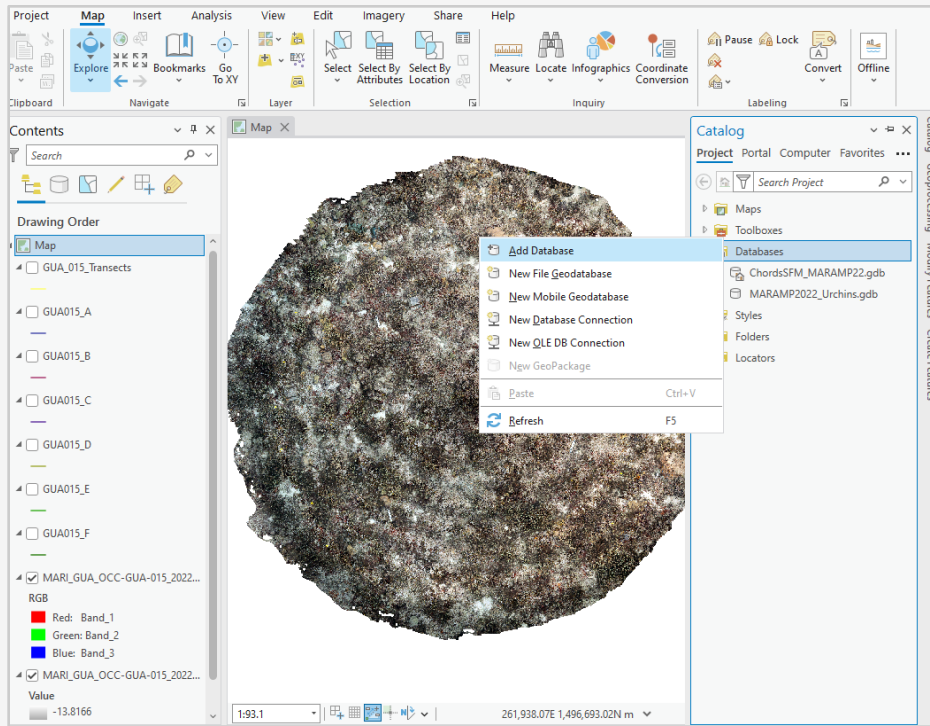 Project Map Insert Analysis View Edit Imagery Share Help
Paste
Explore
Bookmarks
Go
To XY
Select
Select By
Attributes
Select By
Location
Measure
Locate
Infographics
Coordinate
Conversion
Pause
Lock
Convert
Offline
Clipboard
Navigate
Layer
Selection
Inquiry
Labeling
Contents
Search
Drawing Order
Map
GUA_015_Transects
GUA015_A
GUA015_B
GUA015_C
GUA015_D
GUA015_E
GUA015_F
MARI_GUA_OCC-GUA-015_2022...
RGB
Red: Band_1
Green: Band_2
Blue: Band_3
MARI_GUA_OCC-GUA-015_2022...
Value
-13.8166
Map
Add Database
New File Geodatabase
New Mobile Geodatabase
New Database Connection
New OLE DB Connection
New GeoPackage
Paste Ctrl+V
Refresh F5
1:93.1
261,938.07E 1,496,693.02N m
Catalog
Project Portal Computer Favorites
Search Project
Maps
Toolboxes
Databases
ChordsSFM_MARAMP22.gdb
MARAMP2022_Urchins.gdb
Styles
Folders
Locators